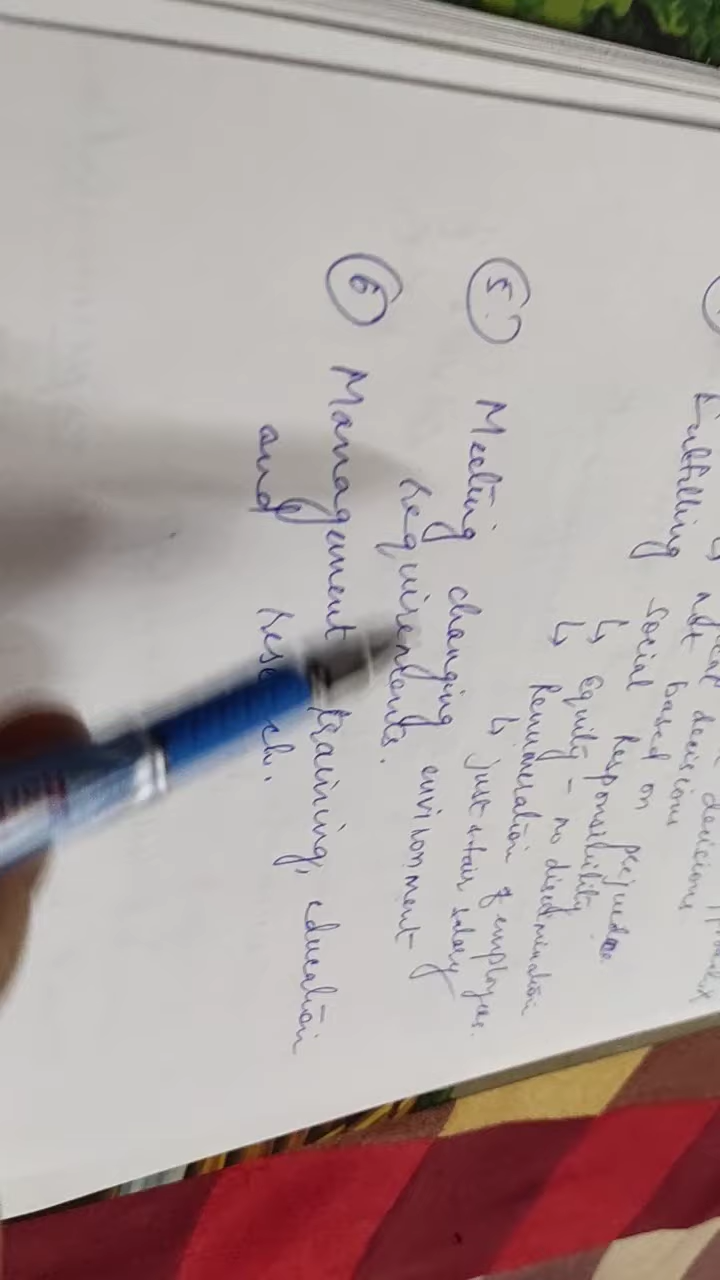 decisions
↳ not based on
Fulfilling social Responsibility
↳ equity - no discrimination
↳ Remuneration of employees.
↳ just & fair salary
5. Meeting changing environment
requirements.
6 Management training, education
and research.